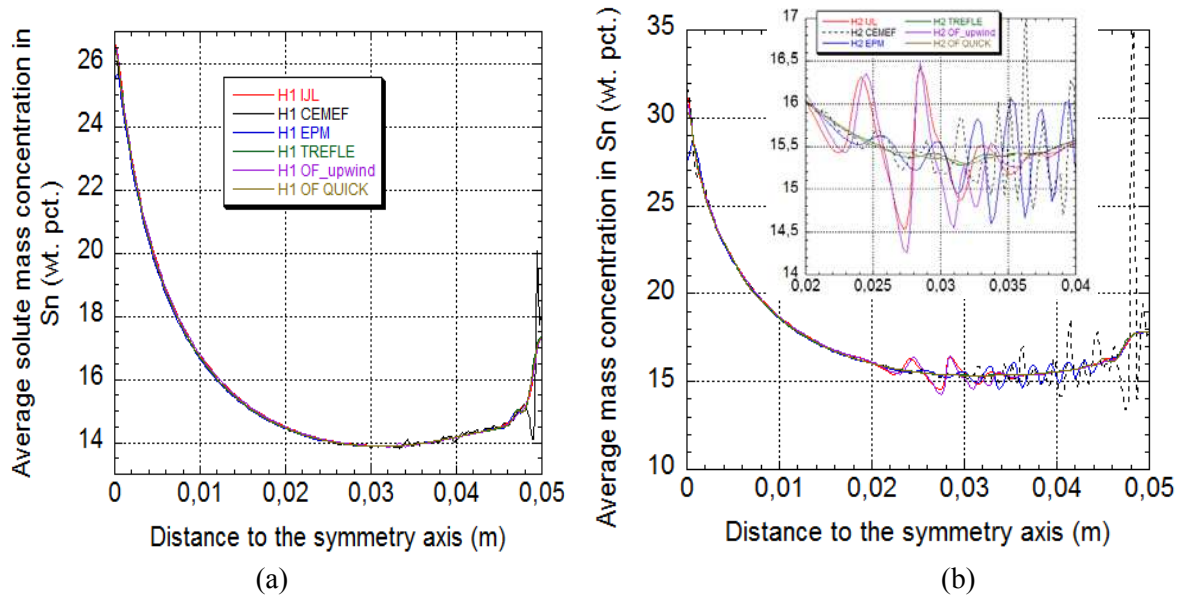 Average solute mass concentration in
Sn (wt. pct.)
26
24
22
20
18
16
14
H1 IJL
H1 CEMEF
H1 EPM
H1 TREFLE
H1 OF_upwind
H1 OF QUICK
0
0,01
0,02
0,03
0,04
0,05
Distance to the symmetry axis (m)
(a)
Average mass concentration in Sn (wt. pct.)
35
30
25
20
15
10
17
16,5
16
15,5
15
14,5
14
H2 IJL
H2 CEMEF
H2 EPM
H2 TREFLE
H2 OF_upwind
H2 OF QUICK
0,02
0,025
0,03
0,035
0,04
0
0,01
0,02
0,03
0,04
0,05
Distance to the symmetry axis (m)
(b)